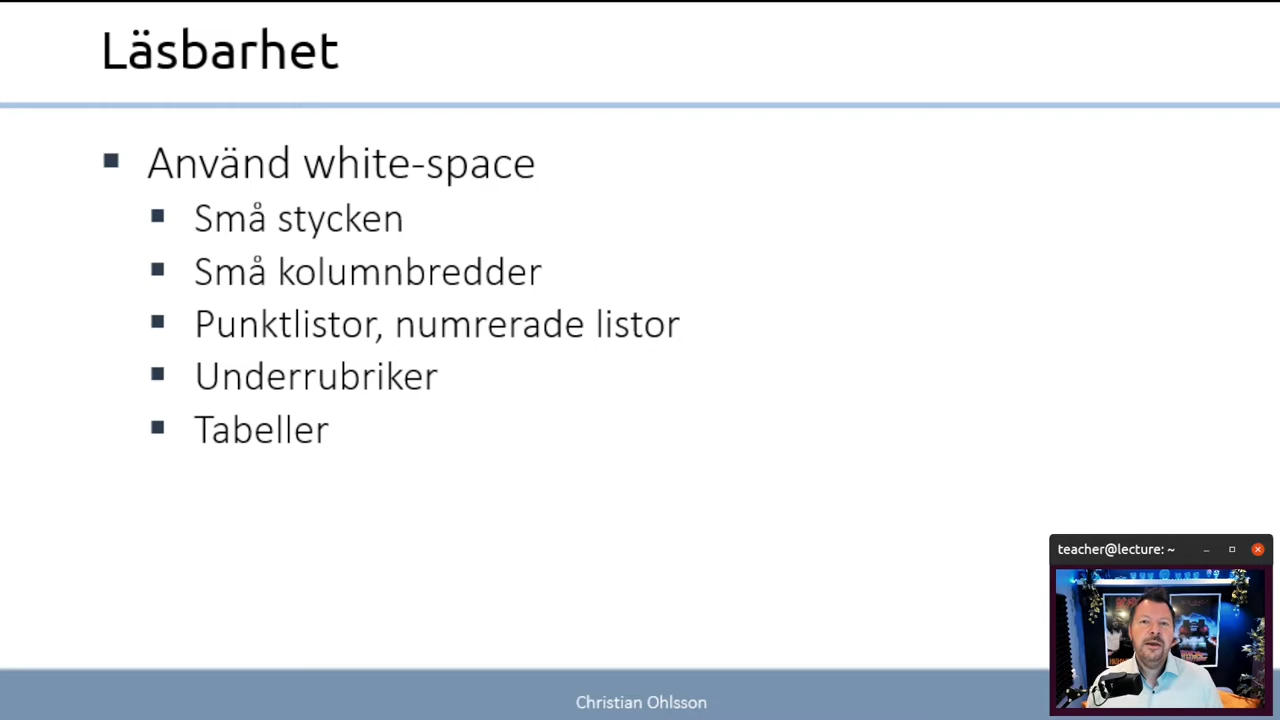 Läsbarhet
Använd white-space
Små stycken
Små kolumnbredder
Punktlistor, numrerade listor
Underrubriker
Tabeller
teacher@lecture: ~
Christian Ohlsson